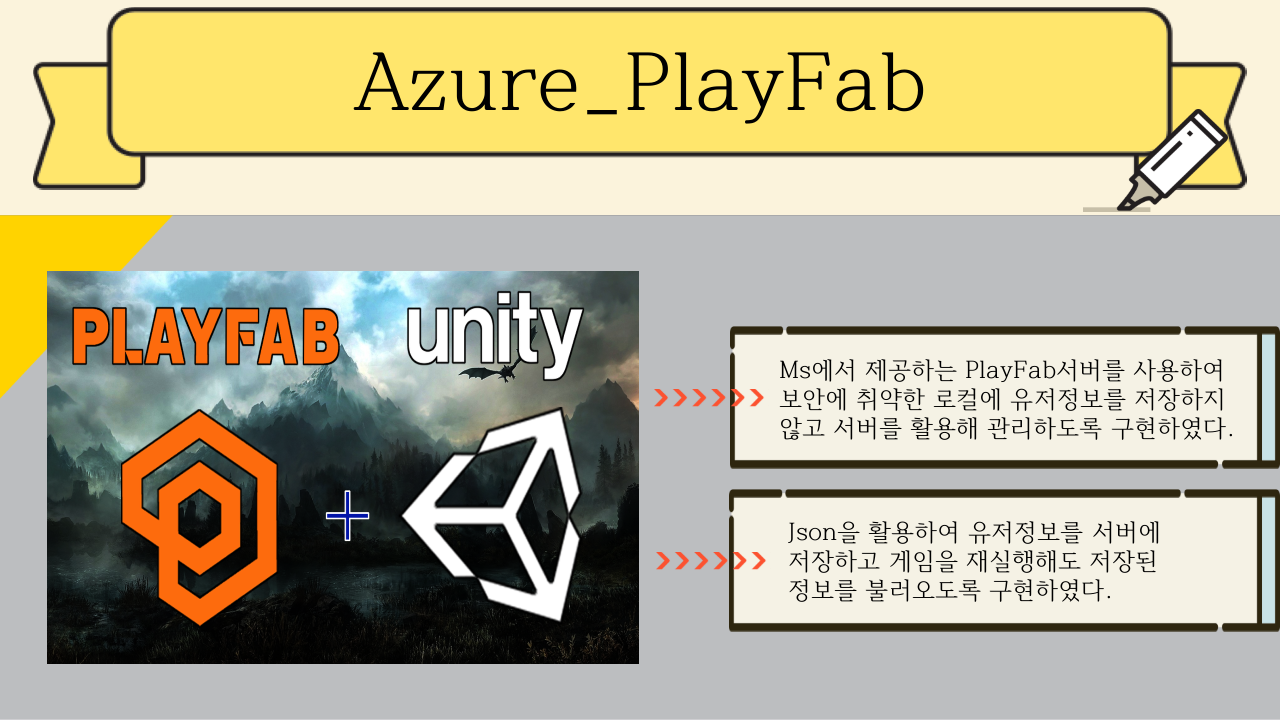 Azure_PlayFab
PLAYFAB
unity
Ms에서 제공하는 PlayFab서버를 사용하여
보안에 취약한 로컬에 유저정보를 저장하지
않고 서버를 활용해 관리하도록 구현하였다.
Json을 활용하여 유저정보를 서버에
저장하고 게임을 재실행해도 저장된
정보를 불러오도록 구현하였다.